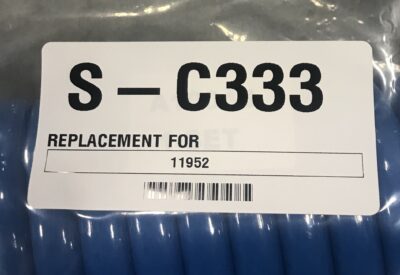 S — C333
REPLACEMENT FOR
11952